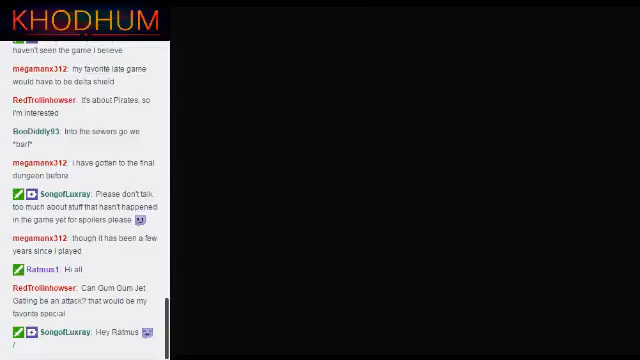 KHODHUM
haven't seen the game I believe
megamanx312: my favorite late game
would have to be delta shield
RedTrollinhowser: It's about Pirates, so
I'm interested
BooDiddly93: Into the sewers go we
*barf*
megamanx312: i have gotten to the final
dungeon before
SongofLuxray: Please don't talk
too much about stuff that hasn't happened
in the game yet for spoilers please
megamanx312: though it has been a few
years since I played
Ratmus1: Hi all
RedTrollinhowser: Can Gum Gum Jet
Gatling be an attack? that would be my
favorite special
SongofLuxray: Hey Ratmus
/